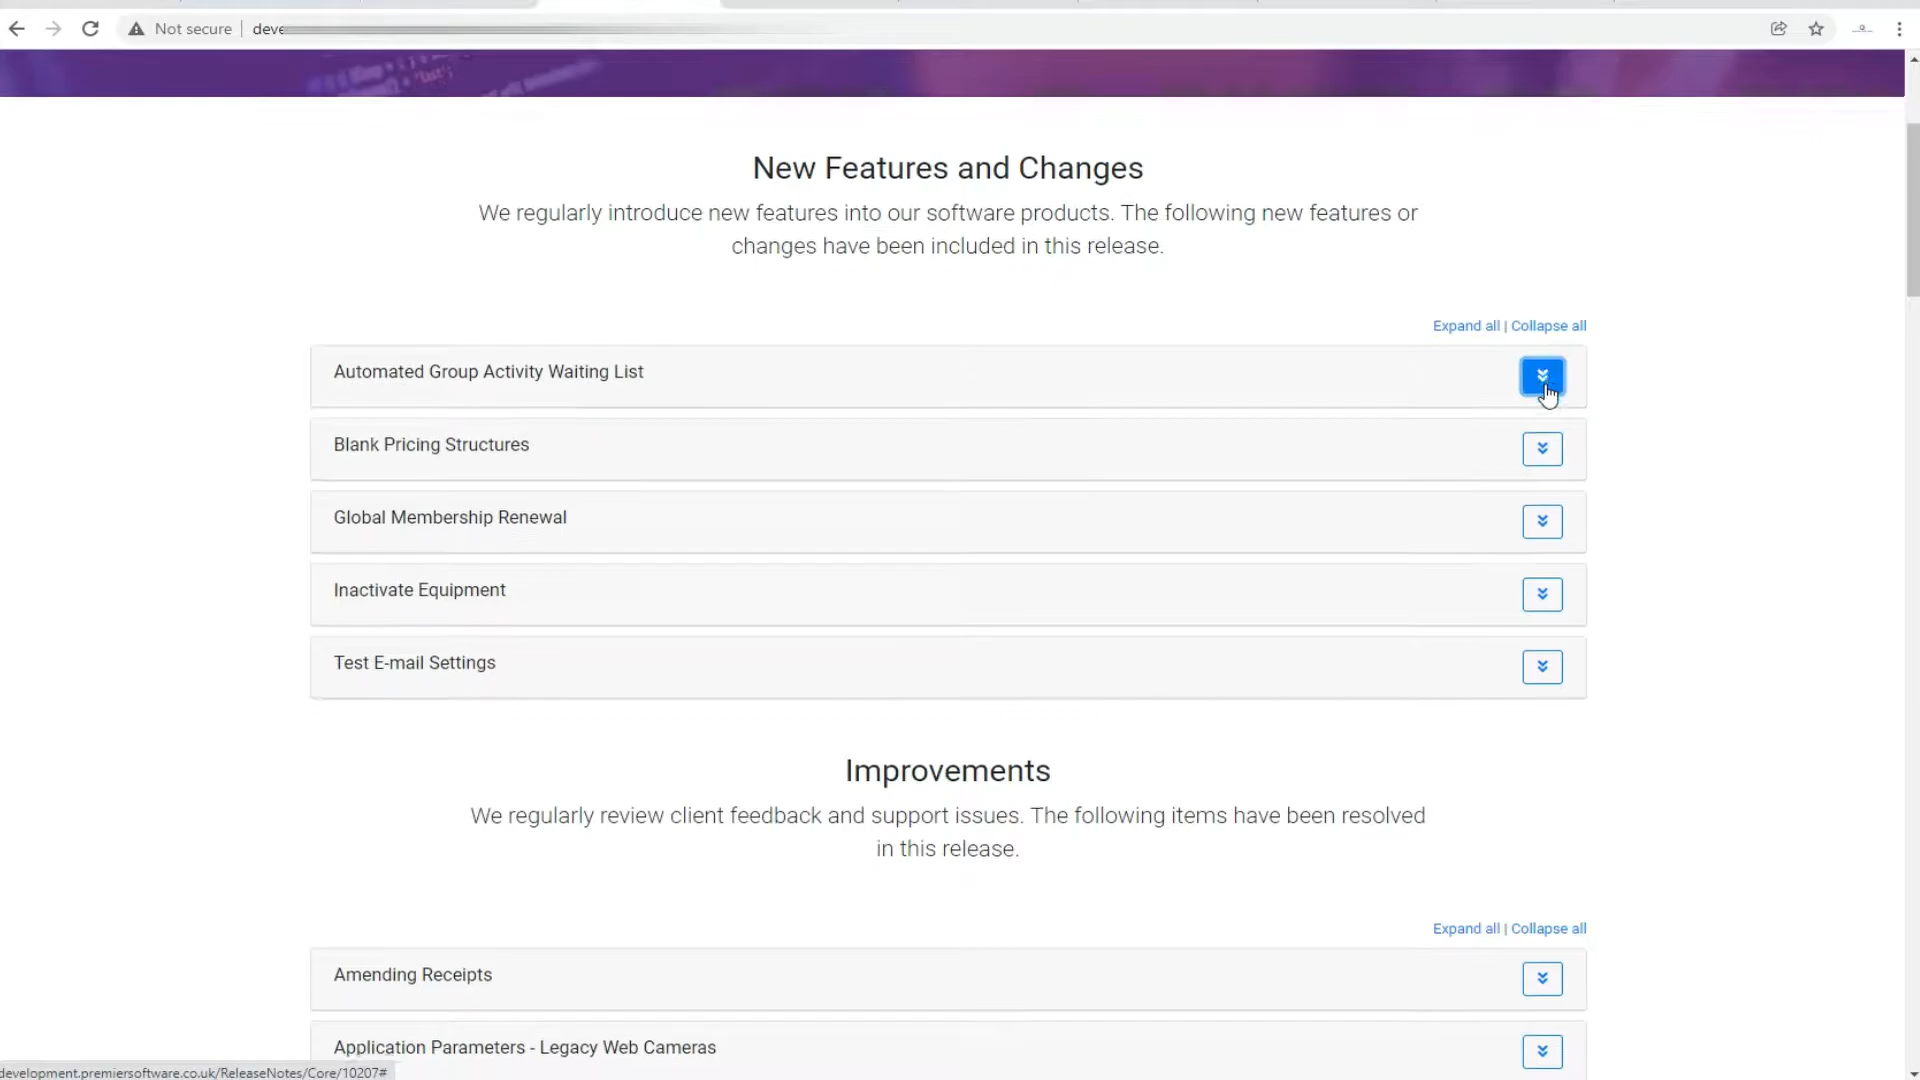 Not secure
deve
New Features and Changes
We regularly introduce new features into our software products. The following new features or
changes have been included in this release.
Expand all | Collapse all
Automated Group Activity Waiting List
Blank Pricing Structures
Global Membership Renewal
Inactivate Equipment
Test E-mail Settings
Improvements
We regularly review client feedback and support issues. The following items have been resolved
in this release.
Expand all | Collapse all
Amending Receipts
Application Parameters - Legacy Web Cameras
development.premiersoftware.co.uk/ReleaseNotes/Core/10207#